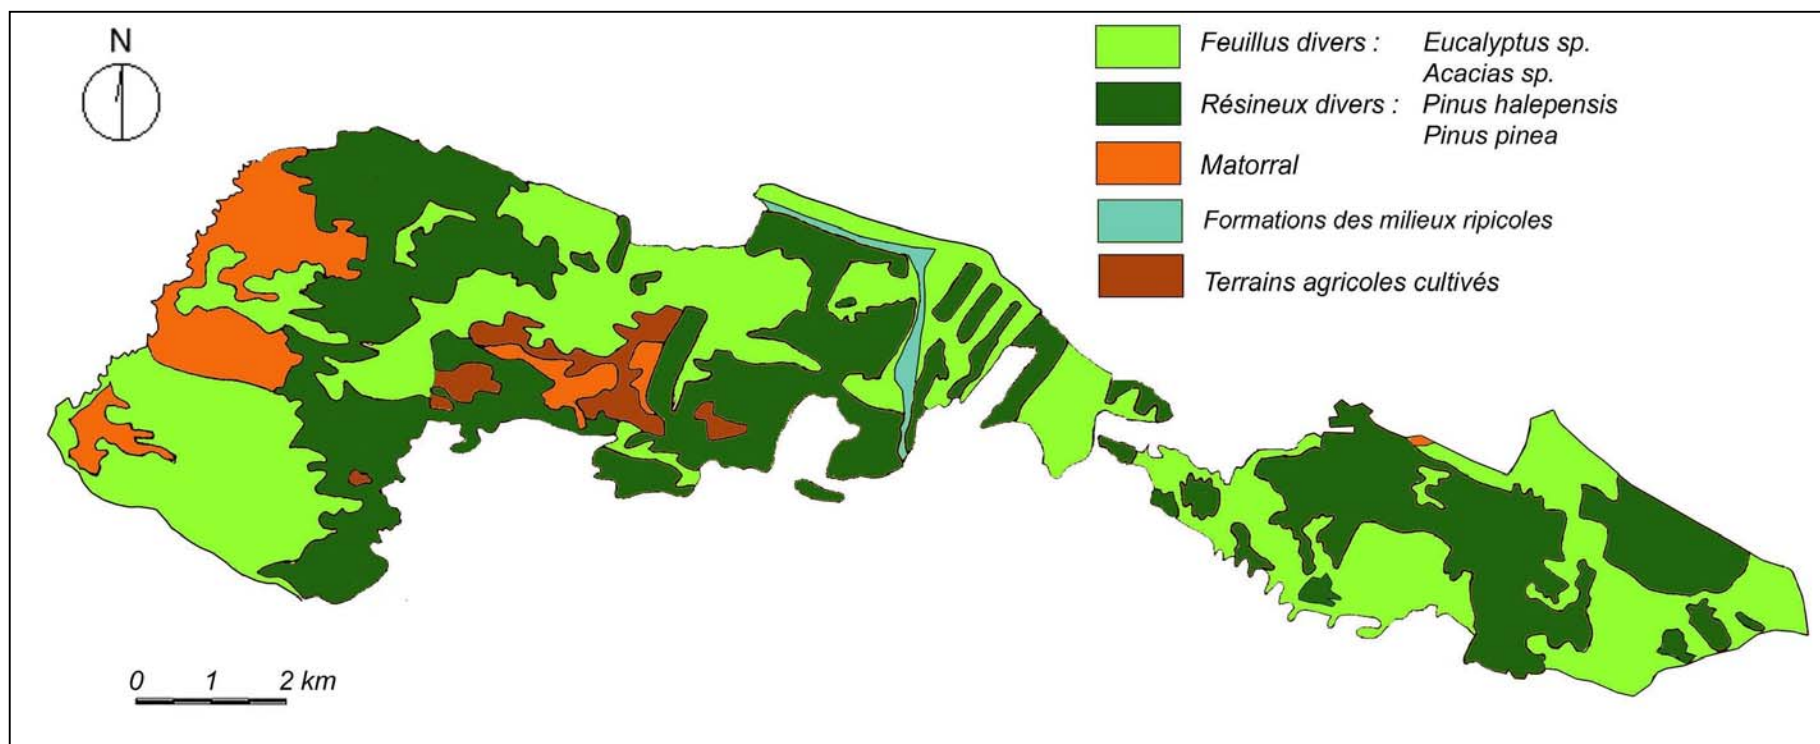 N
Feuillus divers : Eucalyptus sp.
Acacias sp.
Résineux divers : Pinus halepensis
Pinus pinea
Matorral
Formations des milieux ripicoles
Terrains agricoles cultivés
0 1 2 km